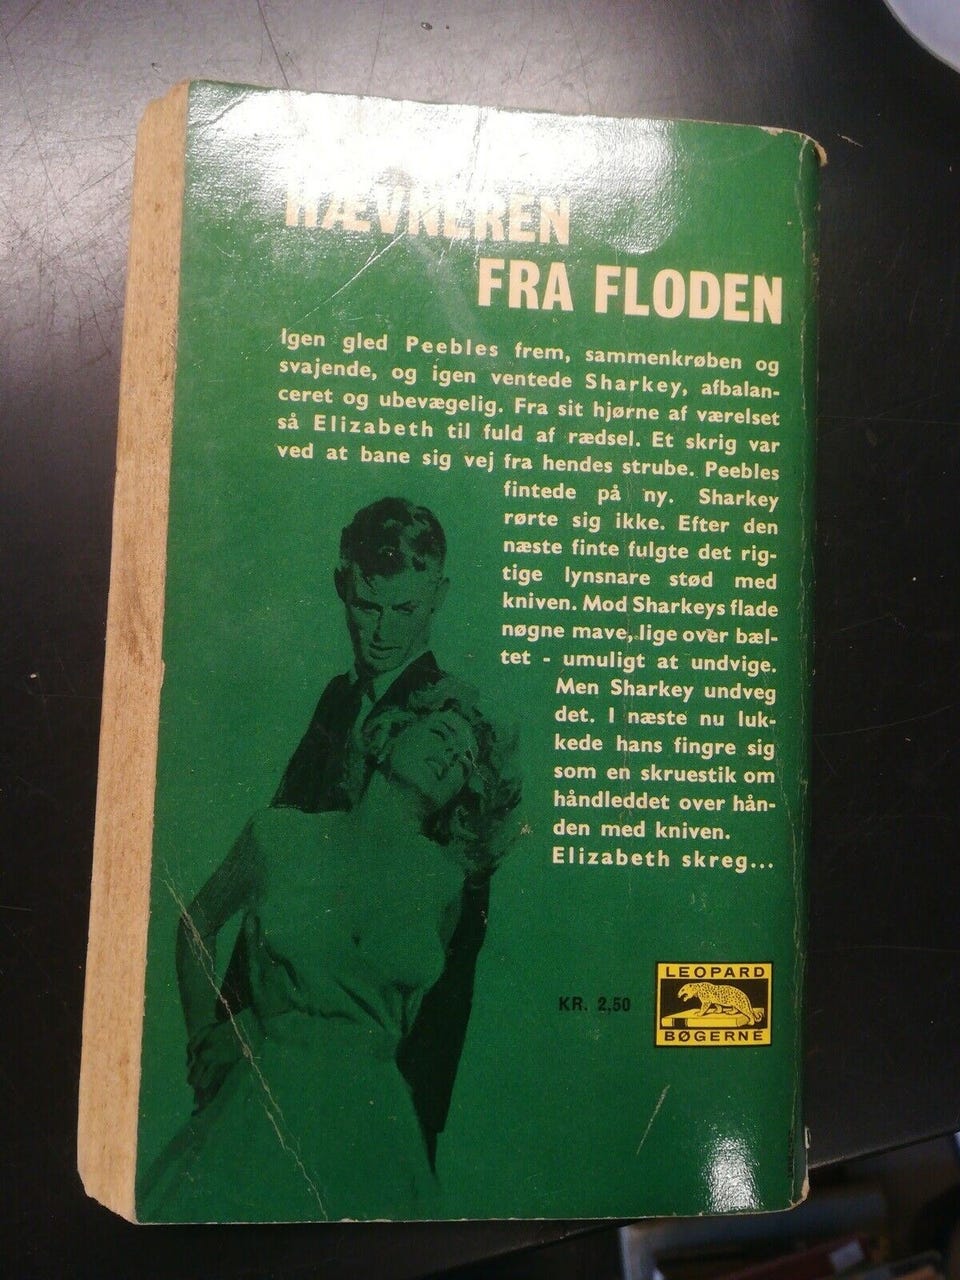 HÆVNEREN
FRA FLODEN
Igen gled Peebles frem, sammenkrøben og
svajende, og igen ventede Sharkey, afbalan-
ceret og ubevægelig. Fra sit hjørne af værelset
så Elizabeth til fuld af rædsel. Et skrig var
ved at bane sig vej fra hendes strube. Peebles
fintede på ny. Sharkey
rørte sig ikke. Efter den
næste finte fulgte det rig-
tige lynsnare stød med
kniven. Mod Sharkeys flade
nøgne mave, lige over bæl-
tet - umuligt at undvige.
Men Sharkey undveg
det. I næste nu luk-
kede hans fingre sig
som en skruestik om
håndleddet over hån-
den med kniven.
Elizabeth skreg...
KR. 2,50
LEOPARD
BØGERNE